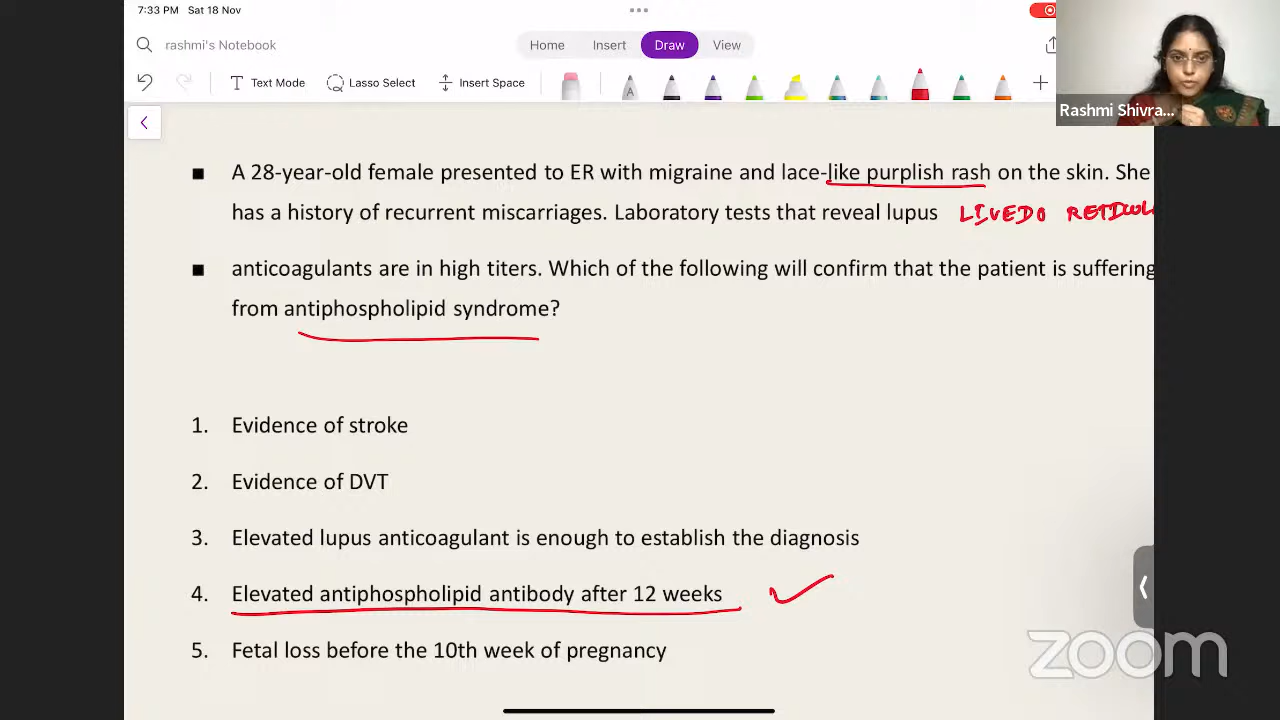 7:33 PM Sat 18 Nov
rashmi's Notebook
Home Insert Draw View
Text Mode Lasso Select Insert Space A
Rashmi Shivra...
A 28-year-old female presented to ER with migraine and lace-like purplish rash on the skin. She
has a history of recurrent miscarriages. Laboratory tests that reveal lupus LIVEDO
anticoagulants are in high titers. Which of the following will confirm that the patient is suffering
from antiphospholipid syndrome?
1. Evidence of stroke
2. Evidence of DVT
3. Elevated lupus anticoagulant is enough to establish the diagnosis
4. Elevated antiphospholipid antibody after 12 weeks
5. Fetal loss before the 10th week of pregnancy
zoom